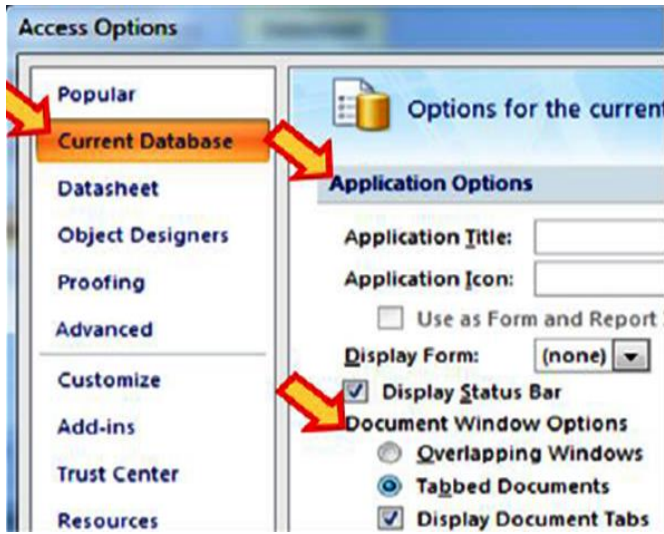 Access Options
Popular
Current Database
Datasheet
Object Designers
Proofing
Advanced
Customize
Add-ins
Trust Center
Resources
Options for the current
Application Options
Application Title:
Application Icon:
Use as Form and Report
Display Form: (none)
Display Status Bar
Document Window Options
Overlapping Windows
Tabbed Documents
Display Document Tabs